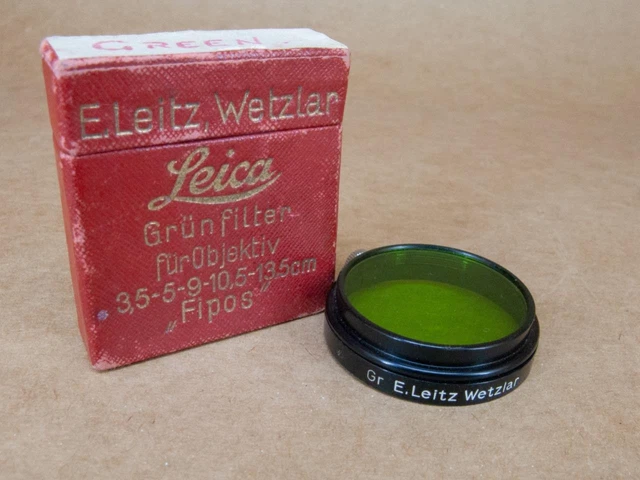 GREEN
E.Leitz, Wetzlar
Leica
Grünfilter
für Objektiv
3,5-5-9-10,5-13.5cm
„Fipos"
Gr E.Leitz Wetzlar